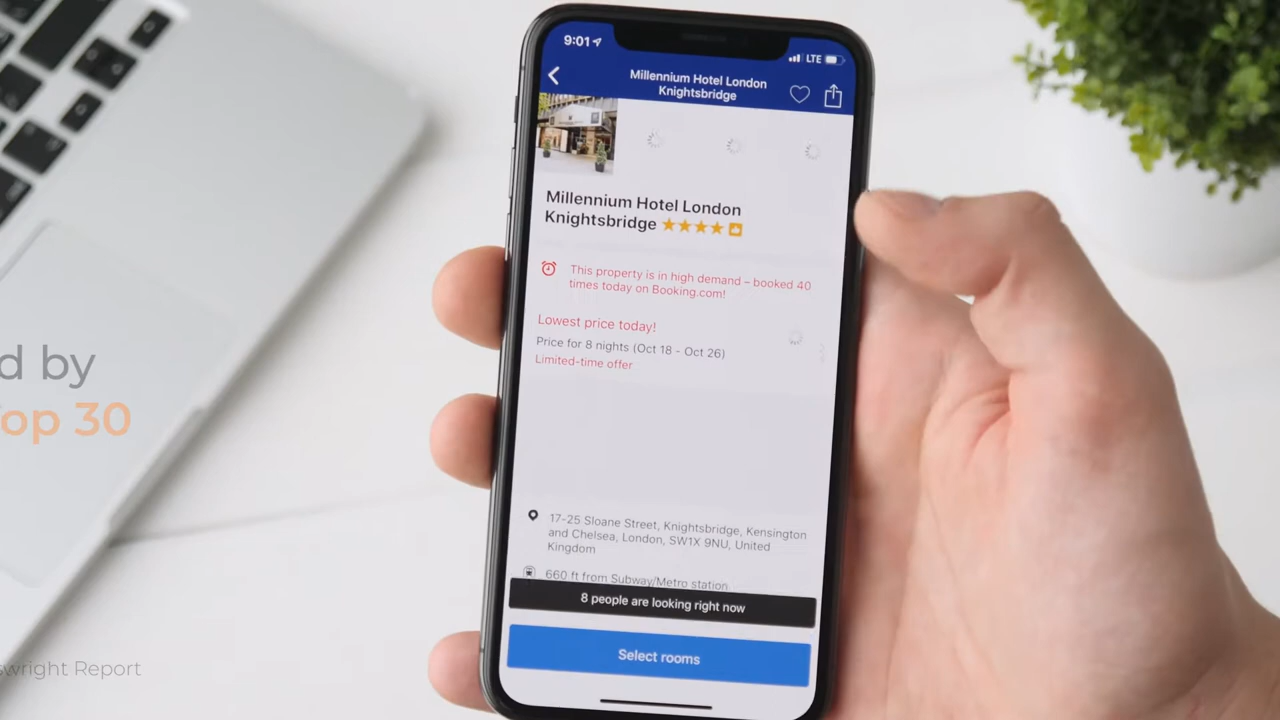 9:01
LTE
Millennium Hotel London
Knightsbridge
Millennium Hotel London
Knightsbridge
This property is in high demand – booked 40
times today on Booking.com!
Lowest price today!
Price for 8 nights (Oct 18 - Oct 26)
Limited-time offer
17-25 Sloane Street, Knightsbridge, Kensington
and Chelsea, London, SW1X 9NU, United
Kingdom
660 ft from Subway/Metro station
8 people are looking right now
Select rooms
d by
op 30
wright Report